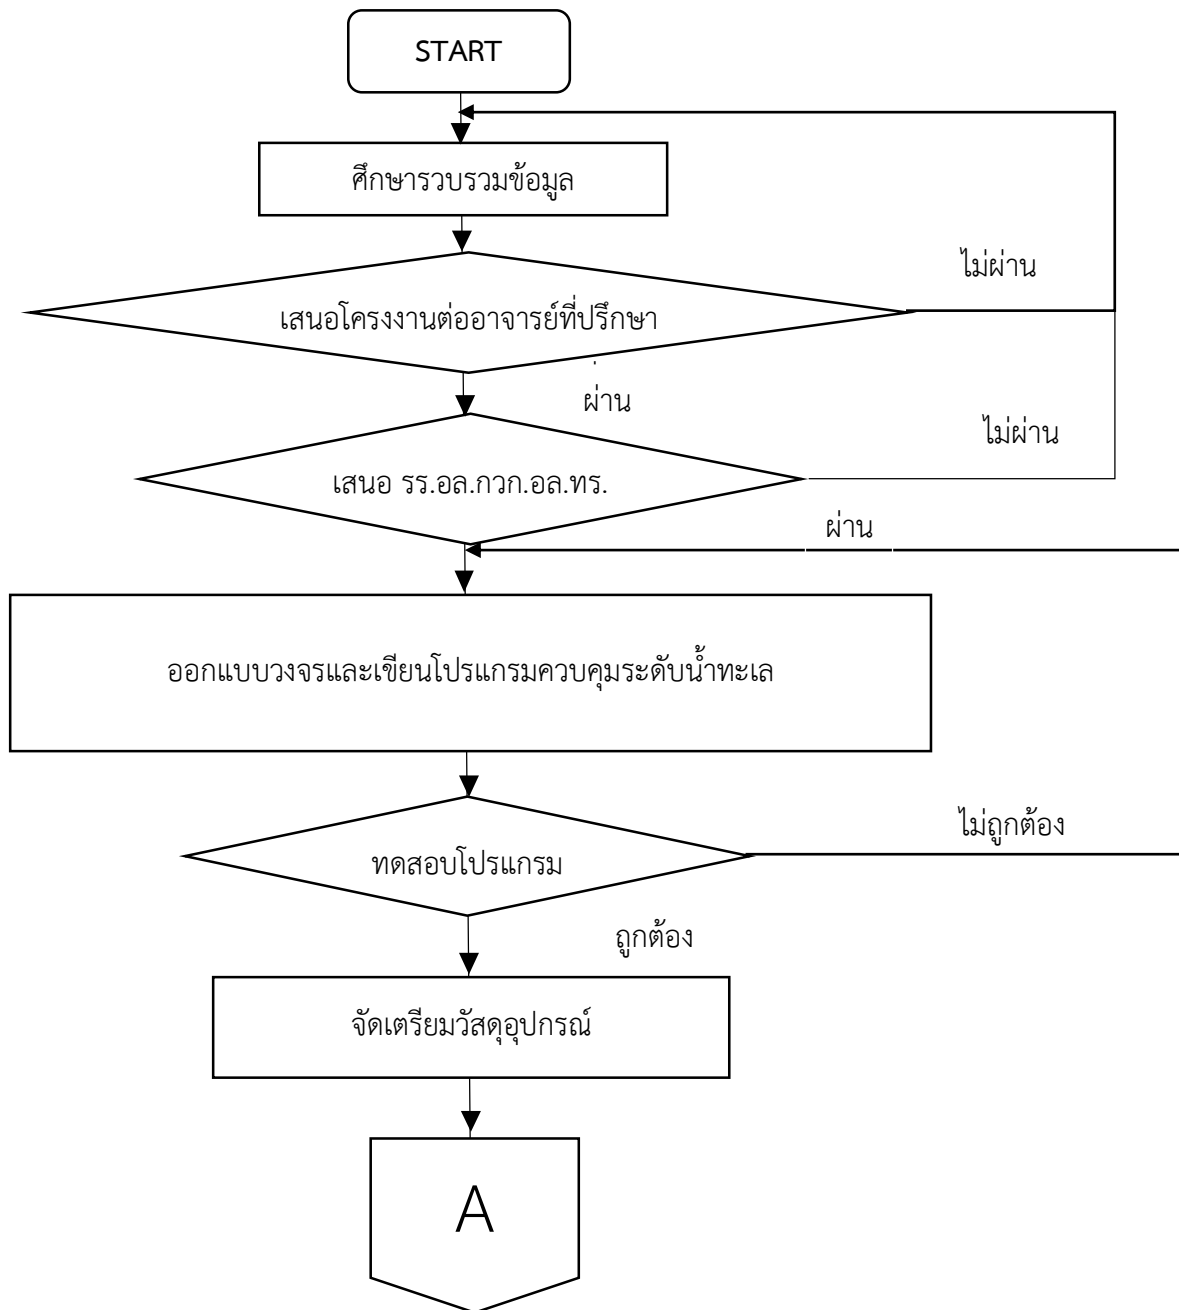 START
ศึกษารวบรวมข้อมูล
ไม่ผ่าน
เสนอโครงงานต่ออาจารย์ที่ปรึกษา
ผ่าน
ไม่ผ่าน
เสนอ รร.อล.กวก.อล.ทร.
ผ่าน
ออกแบบวงจรและเขียนโปรแกรมควบคุมระดับน้ำทะเล
ไม่ถูกต้อง
ทดสอบโปรแกรม
ถูกต้อง
จัดเตรียมวัสดุอุปกรณ์
A